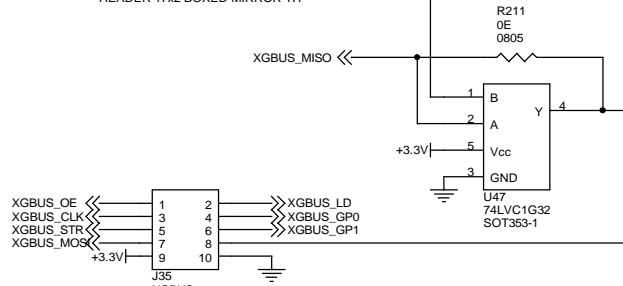 R211
0E
0805
XGBUS_MISO
1 B
Y 4
2 A
+3.3V 5 Vcc
3 GND
U47
74LVC1G32
SOT353-1
XGBUS_OE 1 2 XGBUS_LD
XGBUS_CLK 3 4 XGBUS_GP0
XGBUS_STR 5 6 XGBUS_GP1
XGBUS_MOSI 7 8
+3.3V 9 10
J35